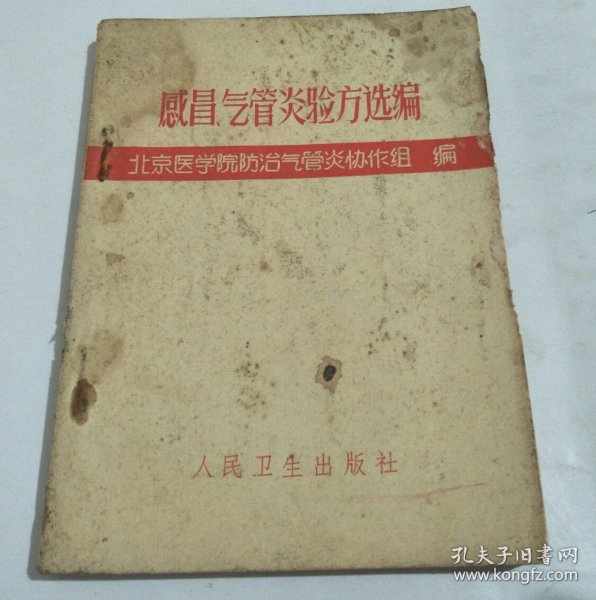 感冒、气管炎验方选编
北京医学院防治气管炎协作组 编
人民卫生出版社
孔夫子旧书网
www.kongfz.com